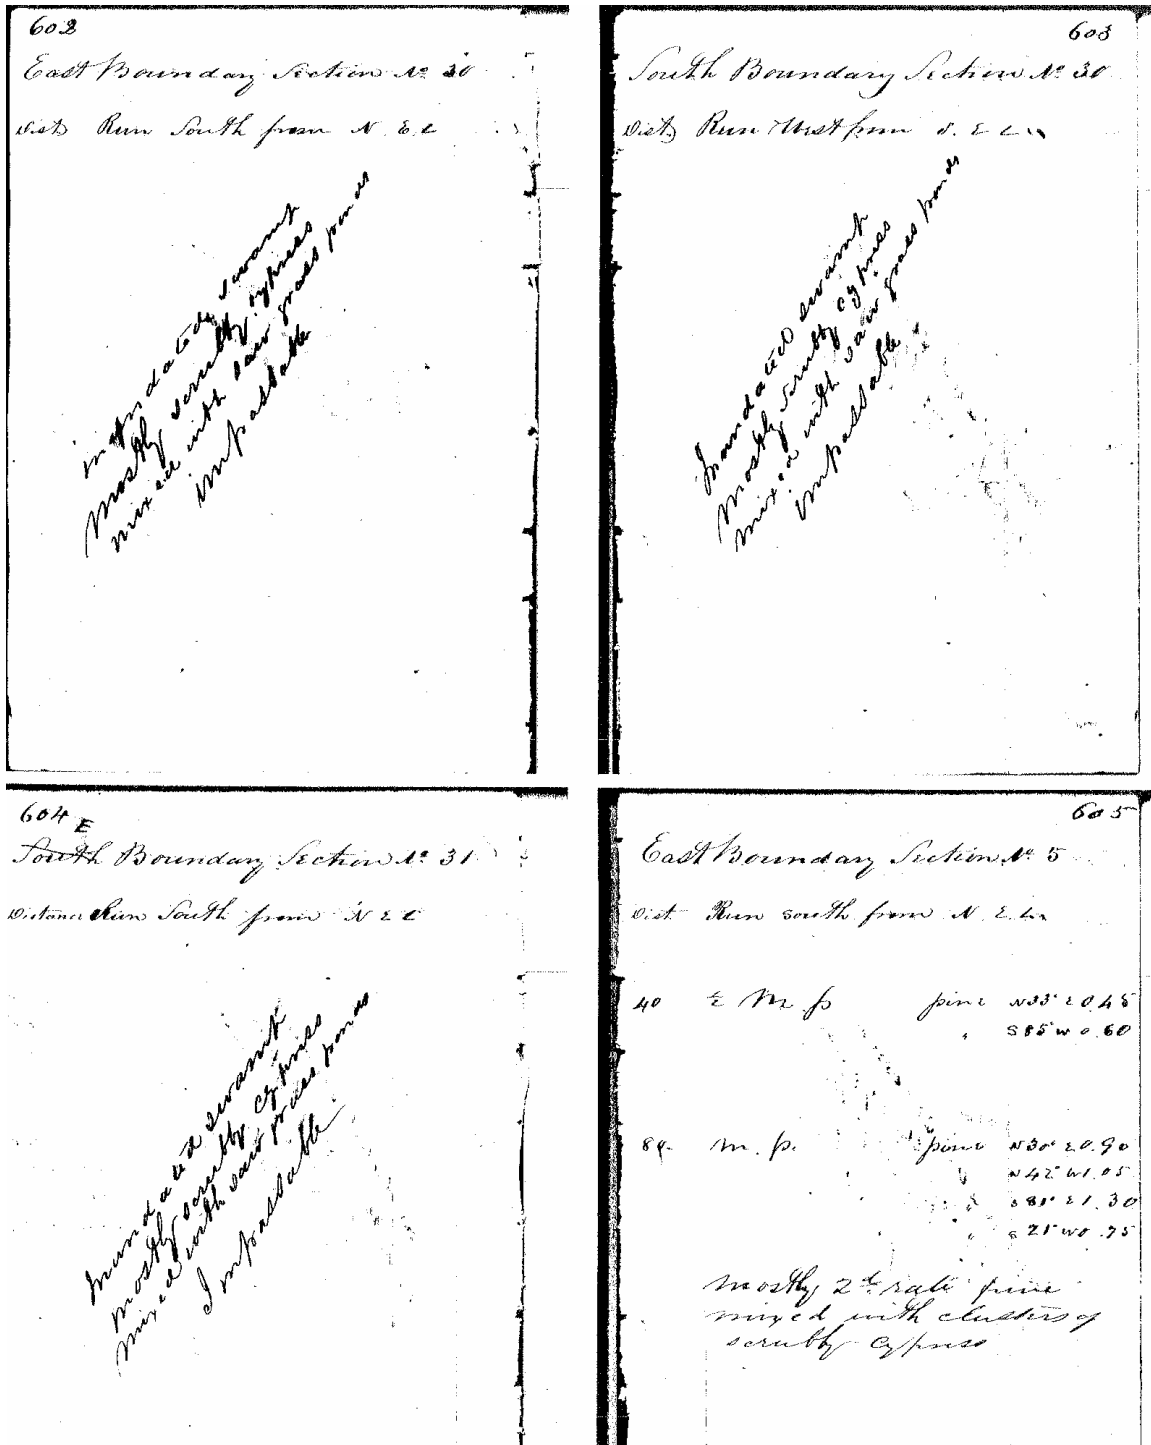 602
East Boundary Section No 30
Dist Run South from N. E. C
inundated swamp
mostly scrubby cypress
mixed with saw grass ponds
impassable
603
South Boundary Section No 30
Dist Run West from S. E C
Inundated swamp
mostly scrubby cypress
mixed with saw grass ponds
impassable
604
E
South Boundary Section No 31
Distance Run South from N E C
Inundated swamp
mostly scrubby cypress
mixed with saw grass ponds
Impassable
605
East Boundary Section No 5
Dist Run south from N. E. C.
40 ½ M p pine N35 E 0.45
" S85 W 0.60
M. p. pine N30 E 0.90
" N42 W 1.05
" E 1.30
" S 21 W 0.75
Mostly 2d rate pine
mixed with clusters of
scrubby Cypress